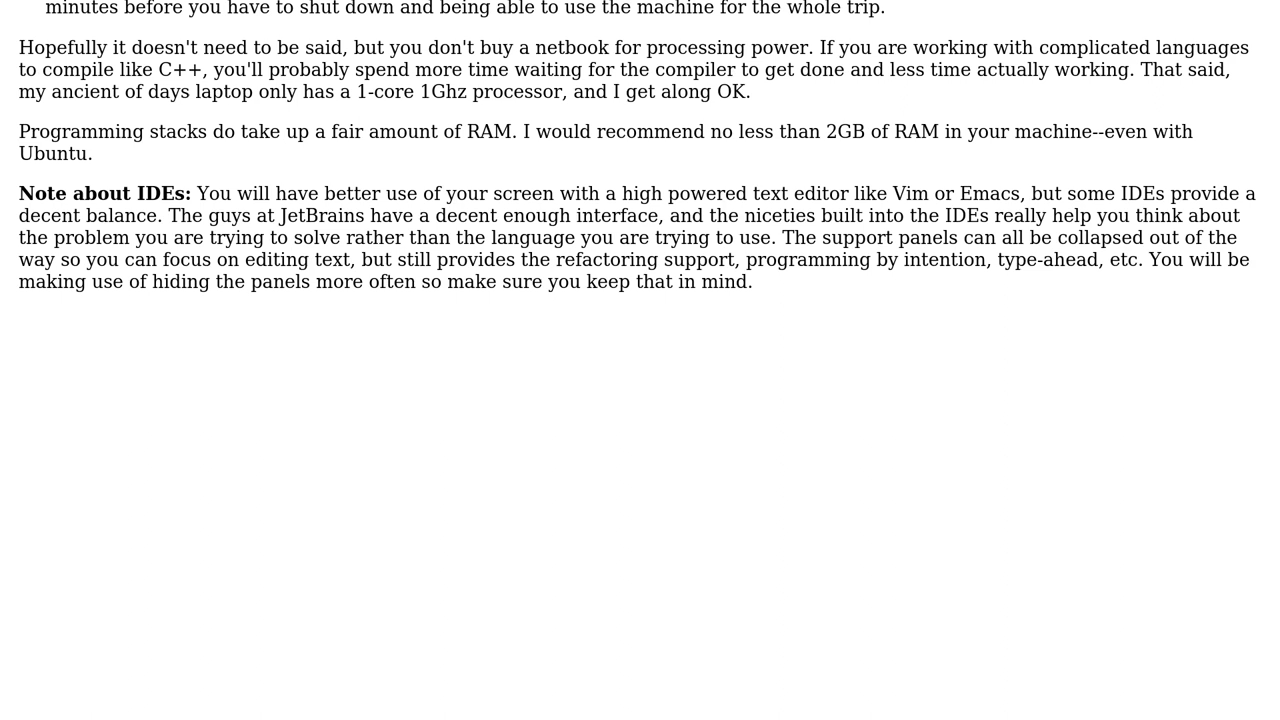 minutes before you have to shut down and being able to use the machine for the whole trip.
Hopefully it doesn't need to be said, but you don't buy a netbook for processing power. If you are working with complicated languages
to compile like C++, you'll probably spend more time waiting for the compiler to get done and less time actually working. That said,
my ancient of days laptop only has a 1-core 1Ghz processor, and I get along OK.
Programming stacks do take up a fair amount of RAM. I would recommend no less than 2GB of RAM in your machine--even with
Ubuntu.
Note about IDEs: You will have better use of your screen with a high powered text editor like Vim or Emacs, but some IDEs provide a
decent balance. The guys at JetBrains have a decent enough interface, and the niceties built into the IDEs really help you think about
the problem you are trying to solve rather than the language you are trying to use. The support panels can all be collapsed out of the
way so you can focus on editing text, but still provides the refactoring support, programming by intention, type-ahead, etc. You will be
making use of hiding the panels more often so make sure you keep that in mind.